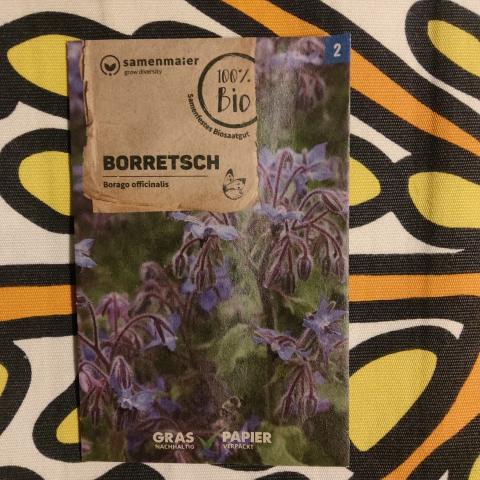 samenmaier
grow diversity
2
100%
Bio
Samenfestes Biosaatgut
BORRETSCH
Borago officinalis
GRAS PAPIER
NACHHALTIG VERPACKT